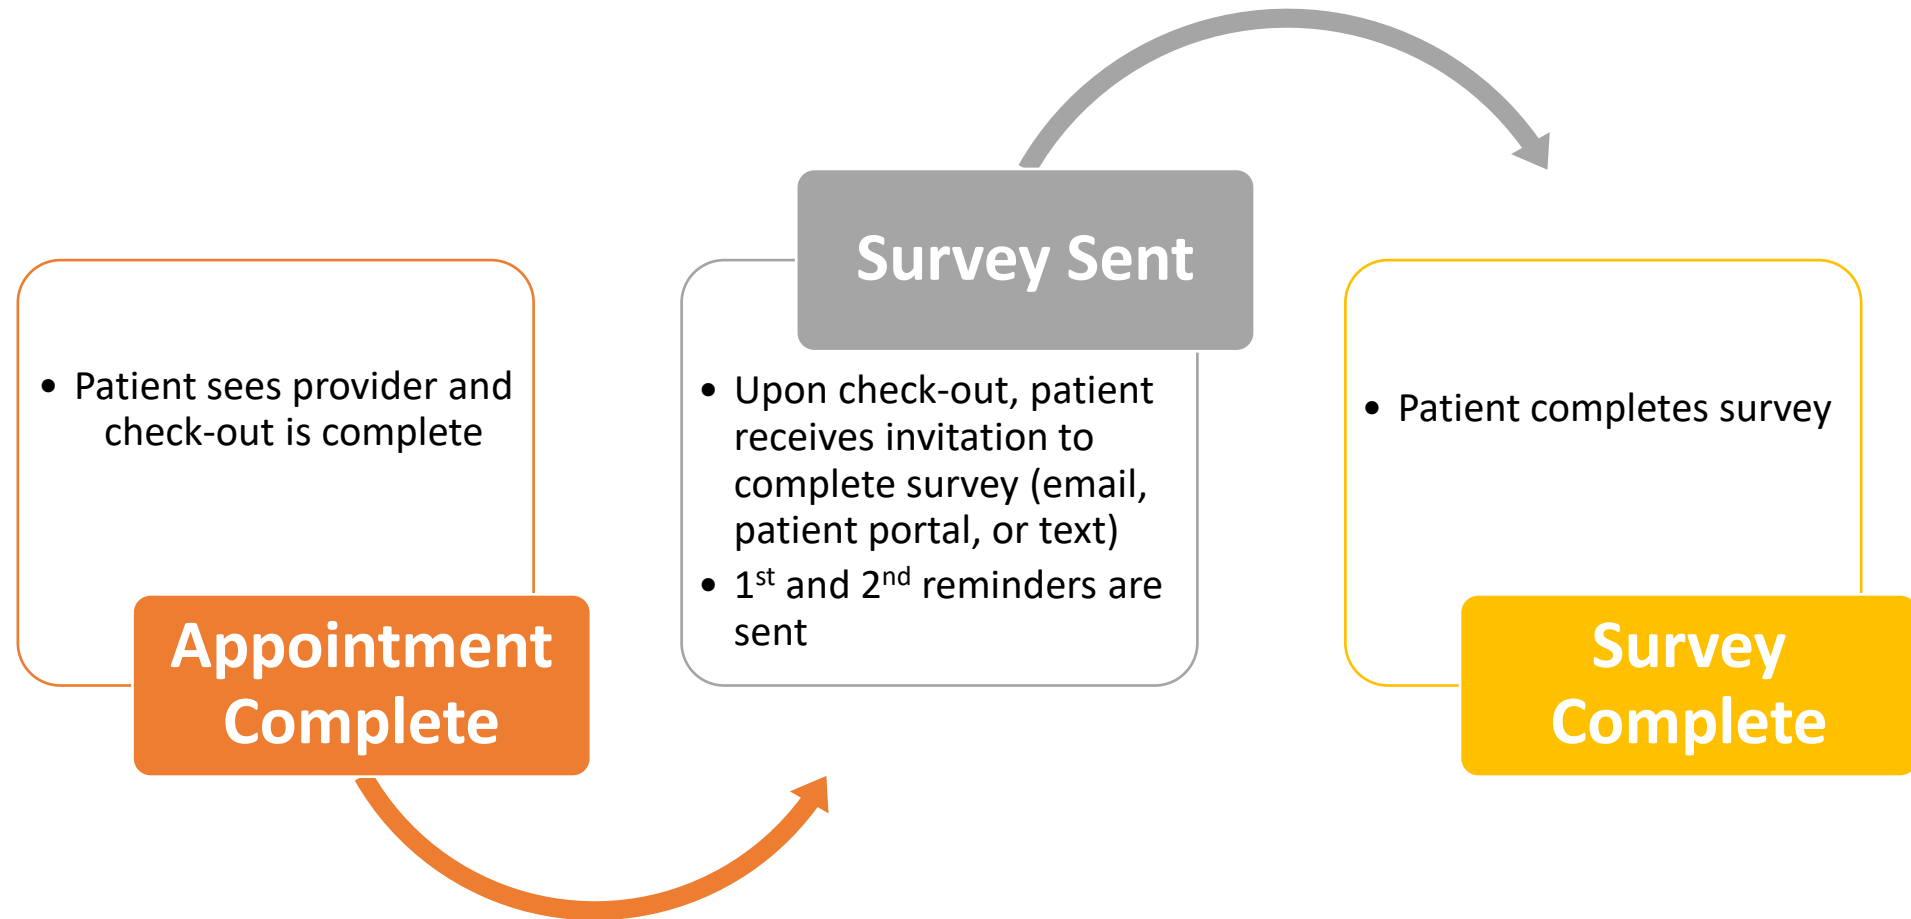 • Patient sees provider and
check-out is complete
Appointment
Complete
Survey Sent
• Upon check-out, patient
receives invitation to
complete survey (email,
patient portal, or text)
• 1st and 2nd reminders are
sent
• Patient completes survey
Survey
Complete